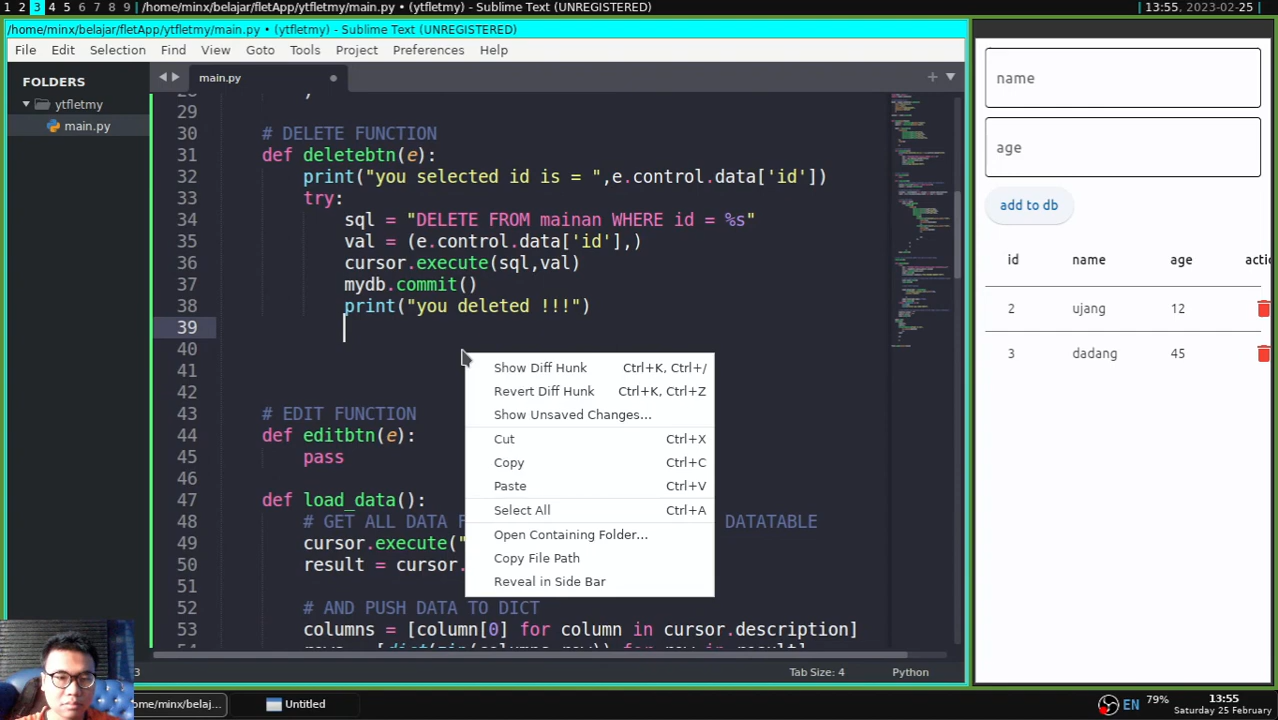 1 2 3 4 5 6 7 8 9 /home/minx/belajar/fletApp/ytfletmy/main.py • (ytfletmy) - Sublime Text (UNREGISTERED)
13:55, 2023-02-25
/home/minx/belajar/fletApp/ytfletmy/main.py • (ytfletmy) - Sublime Text (UNREGISTERED)
File Edit Selection Find View Goto Tools Project Preferences Help
FOLDERS
ytfletmy
main.py
main.py
29
30 # DELETE FUNCTION
31 def deletebtn(e):
32 print("you selected id is = ",e.control.data['id'])
33 try:
34 sql = "DELETE FROM mainan WHERE id = %s"
35 val = (e.control.data['id'],)
36 cursor.execute(sql,val)
37 mydb.commit()
38 print("you deleted !!!")
39
40
41
42
43 # EDIT FUNCTION
44 def editbtn(e):
45 pass
46
47 def load_data():
48 # GET ALL DATA F DATATABLE
49 cursor.execute("
50 result = cursor.
51
52 # AND PUSH DATA TO DICT
53 columns = [column[0] for column in cursor.description]
Show Diff Hunk Ctrl+K, Ctrl+/
Revert Diff Hunk Ctrl+K, Ctrl+Z
Show Unsaved Changes...
Cut Ctrl+X
Copy Ctrl+C
Paste Ctrl+V
Select All Ctrl+A
Open Containing Folder...
Copy File Path
Reveal in Side Bar
name
age
add to db
id name age actio
2 ujang 12
3 dadang 45
3 Tab Size: 4 Python
ome/minx/belaj... Untitled
EN 79% 13:55
Saturday 25 February